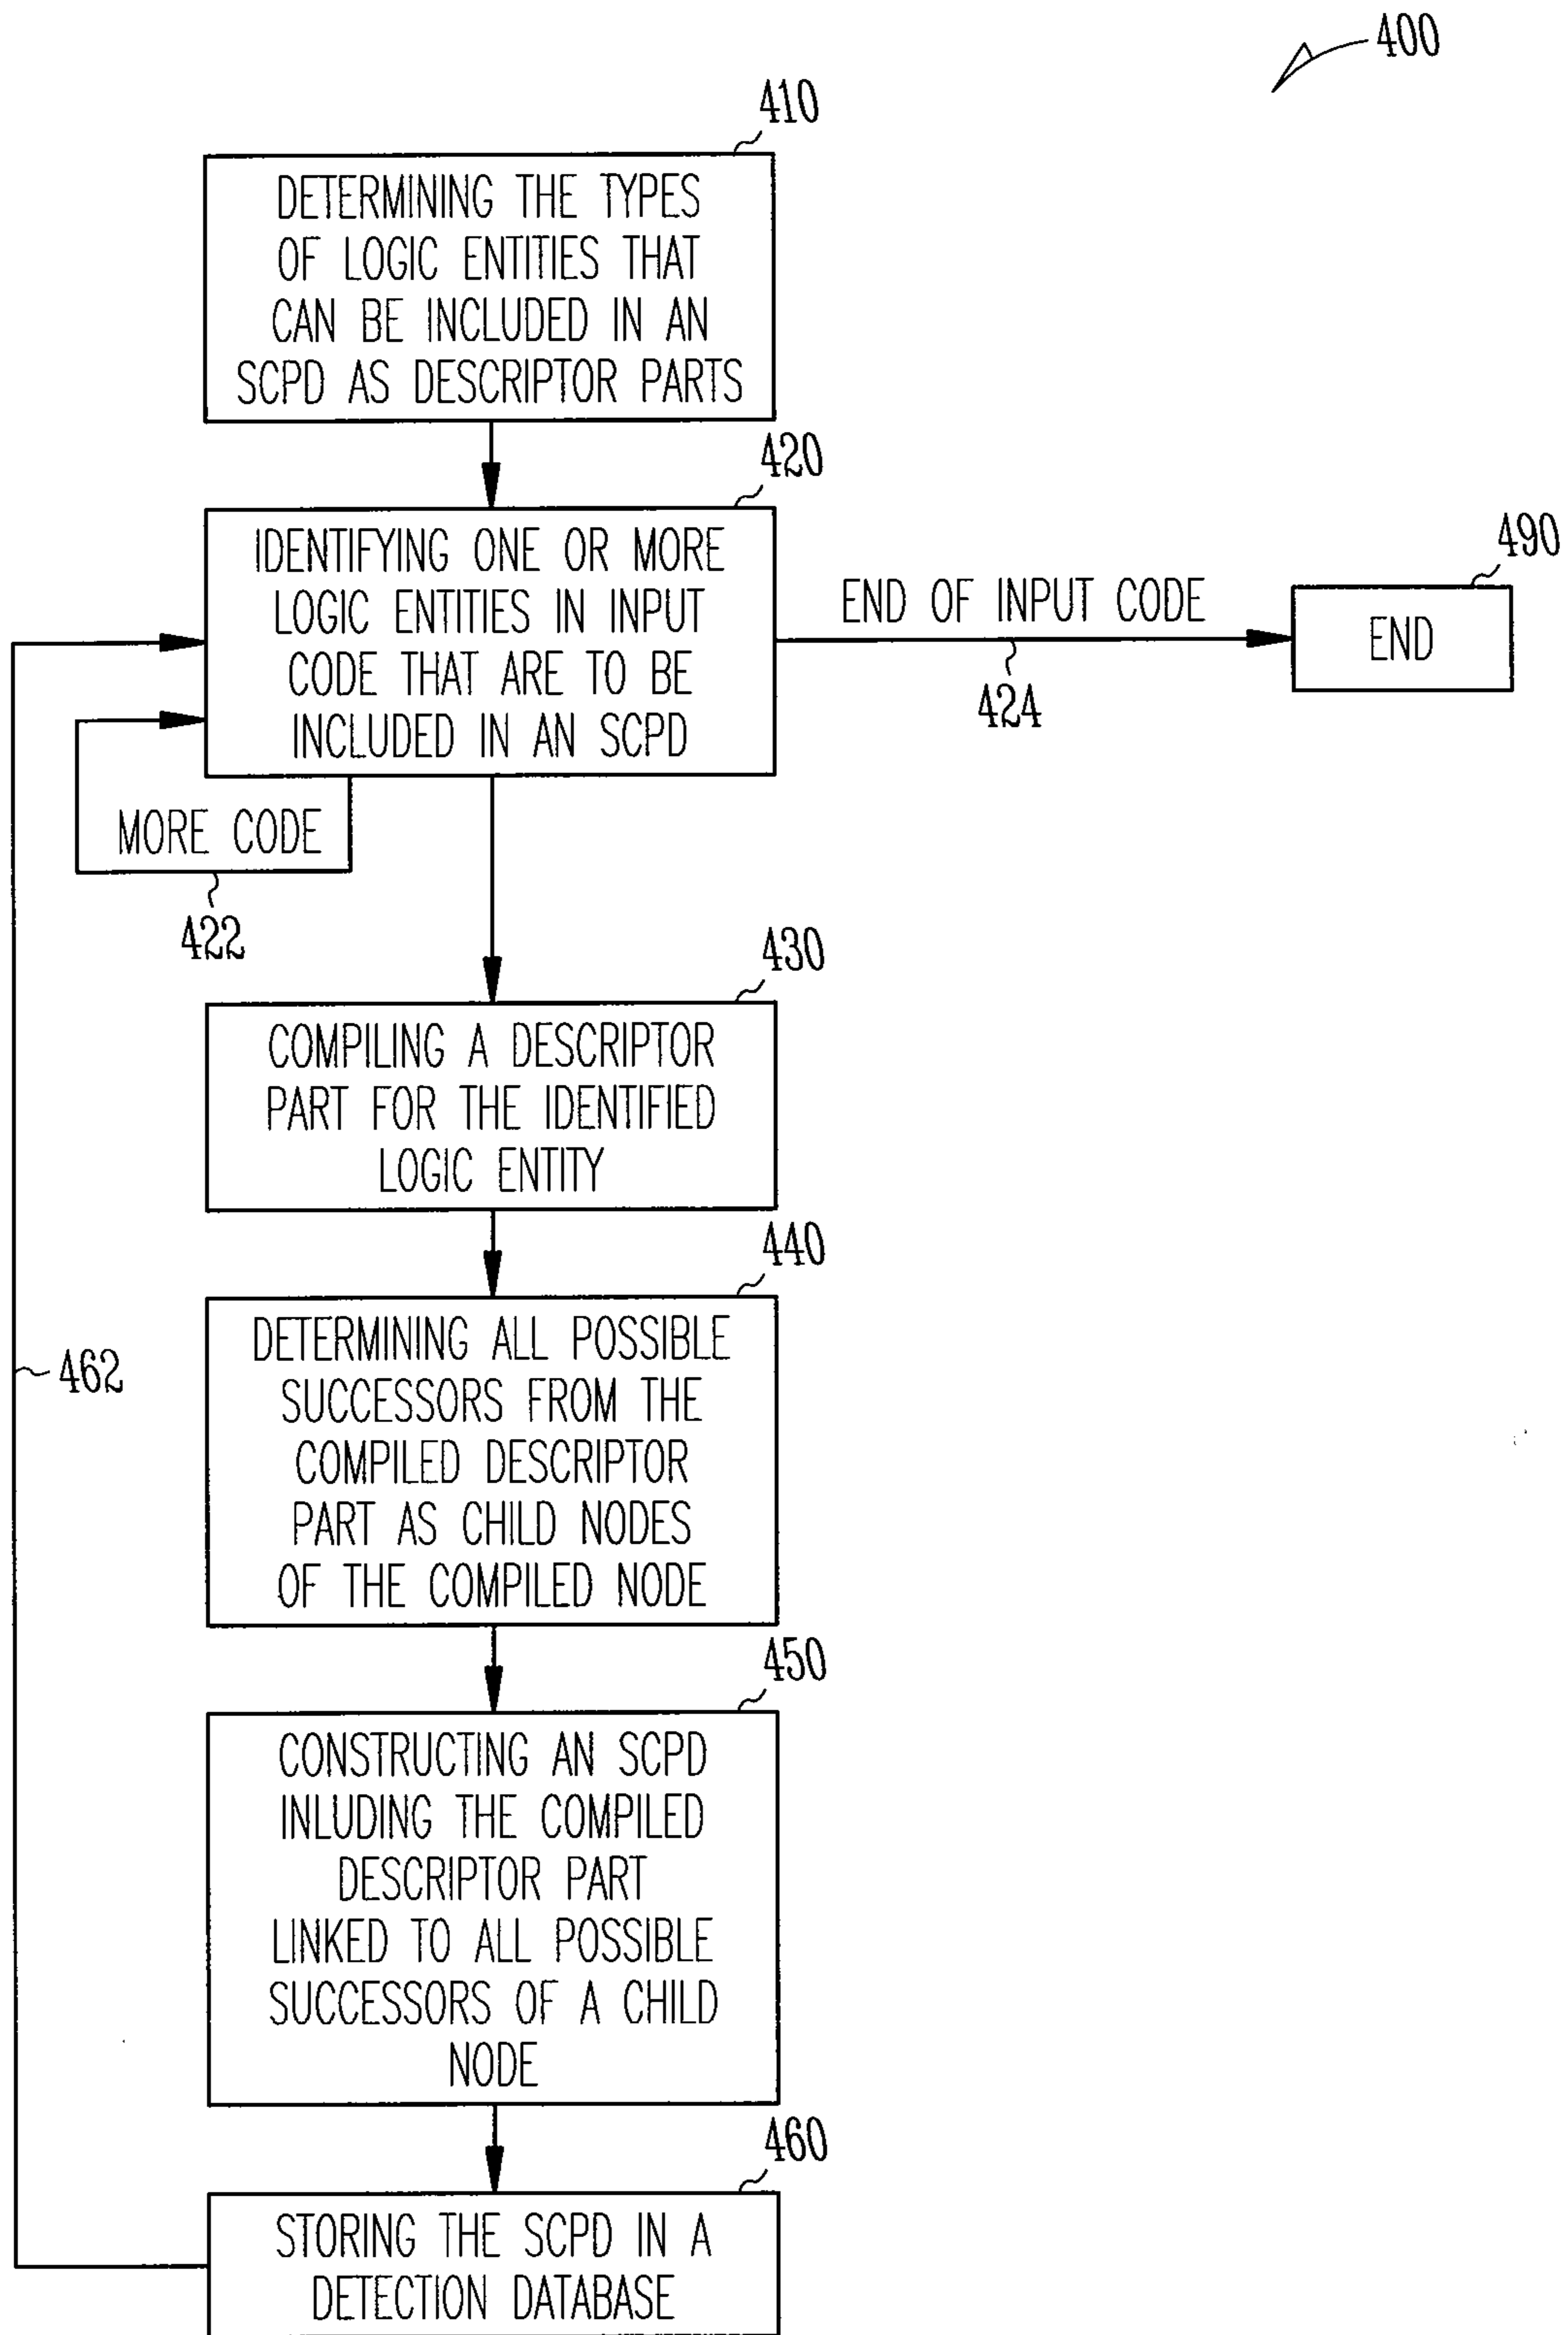 400
410
DETERMINING THE TYPES
OF LOGIC ENTITIES THAT
CAN BE INCLUDED IN AN
SCPD AS DESCRIPTOR PARTS
420
IDENTIFYING ONE OR MORE
LOGIC ENTITIES IN INPUT
CODE THAT ARE TO BE
INCLUDED IN AN SCPD
END OF INPUT CODE
424
490
END
MORE CODE
422
430
COMPILING A DESCRIPTOR
PART FOR THE IDENTIFIED
LOGIC ENTITY
440
DETERMINING ALL POSSIBLE
SUCCESSORS FROM THE
COMPILED DESCRIPTOR
PART AS CHILD NODES
OF THE COMPILED NODE
462
450
CONSTRUCTING AN SCPD
INLUDING THE COMPILED
DESCRIPTOR PART
LINKED TO ALL POSSIBLE
SUCCESSORS OF A CHILD
NODE
460
STORING THE SCPD IN A
DETECTION DATABASE